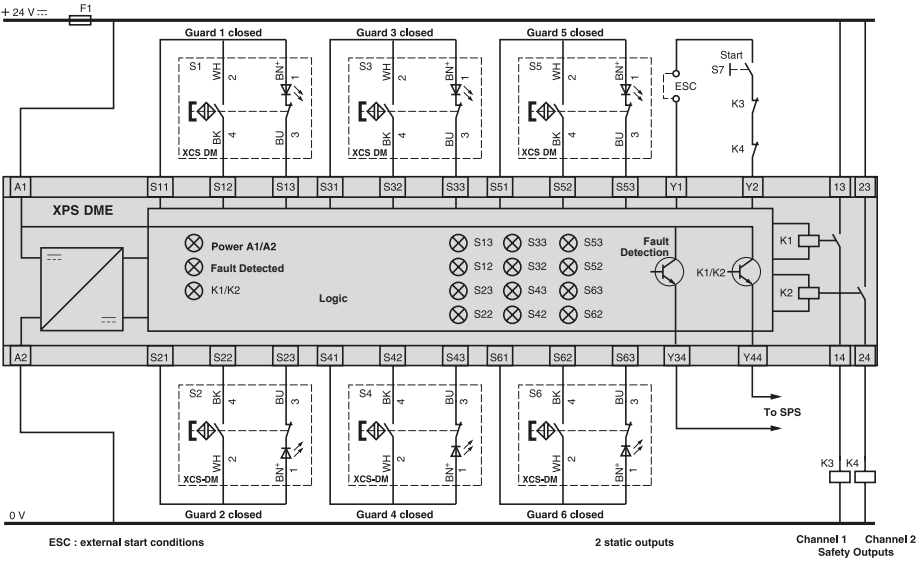 + 24 V
F1
Guard 1 closed
Guard 3 closed
Guard 5 closed
S1
WH
2
BN+
1
BK
4
BU
3
XCS DM
S3
WH
2
BN+
1
BK
4
BU
3
XCS DM
S5
WH
2
BN+
1
BK
4
BU
3
XCS DM
ESC
Start
S7
K3
K4
A1
S11
S12
S13
S31
S32
S33
S51
S52
S53
Y1
Y2
13
23
XPS DME
Power A1/A2
Fault Detected
K1/K2
Logic
S13
S33
S53
S12
S32
S52
S23
S43
S63
S22
S42
S62
Fault
Detection
K1/K2
K1
K2
A2
S21
S22
S23
S41
S42
S43
S61
S62
S63
Y34
Y44
14
24
S2
BK
4
BU
3
WH
2
BN+
1
XCS-DM
S4
BK
4
BU
3
WH
2
BN+
1
XCS-DM
S6
BK
4
BU
3
WH
2
BN+
1
XCS-DM
To SPS
K3
K4
0 V
Guard 2 closed
Guard 4 closed
Guard 6 closed
ESC : external start conditions
2 static outputs
Channel 1
Channel 2
Safety Outputs